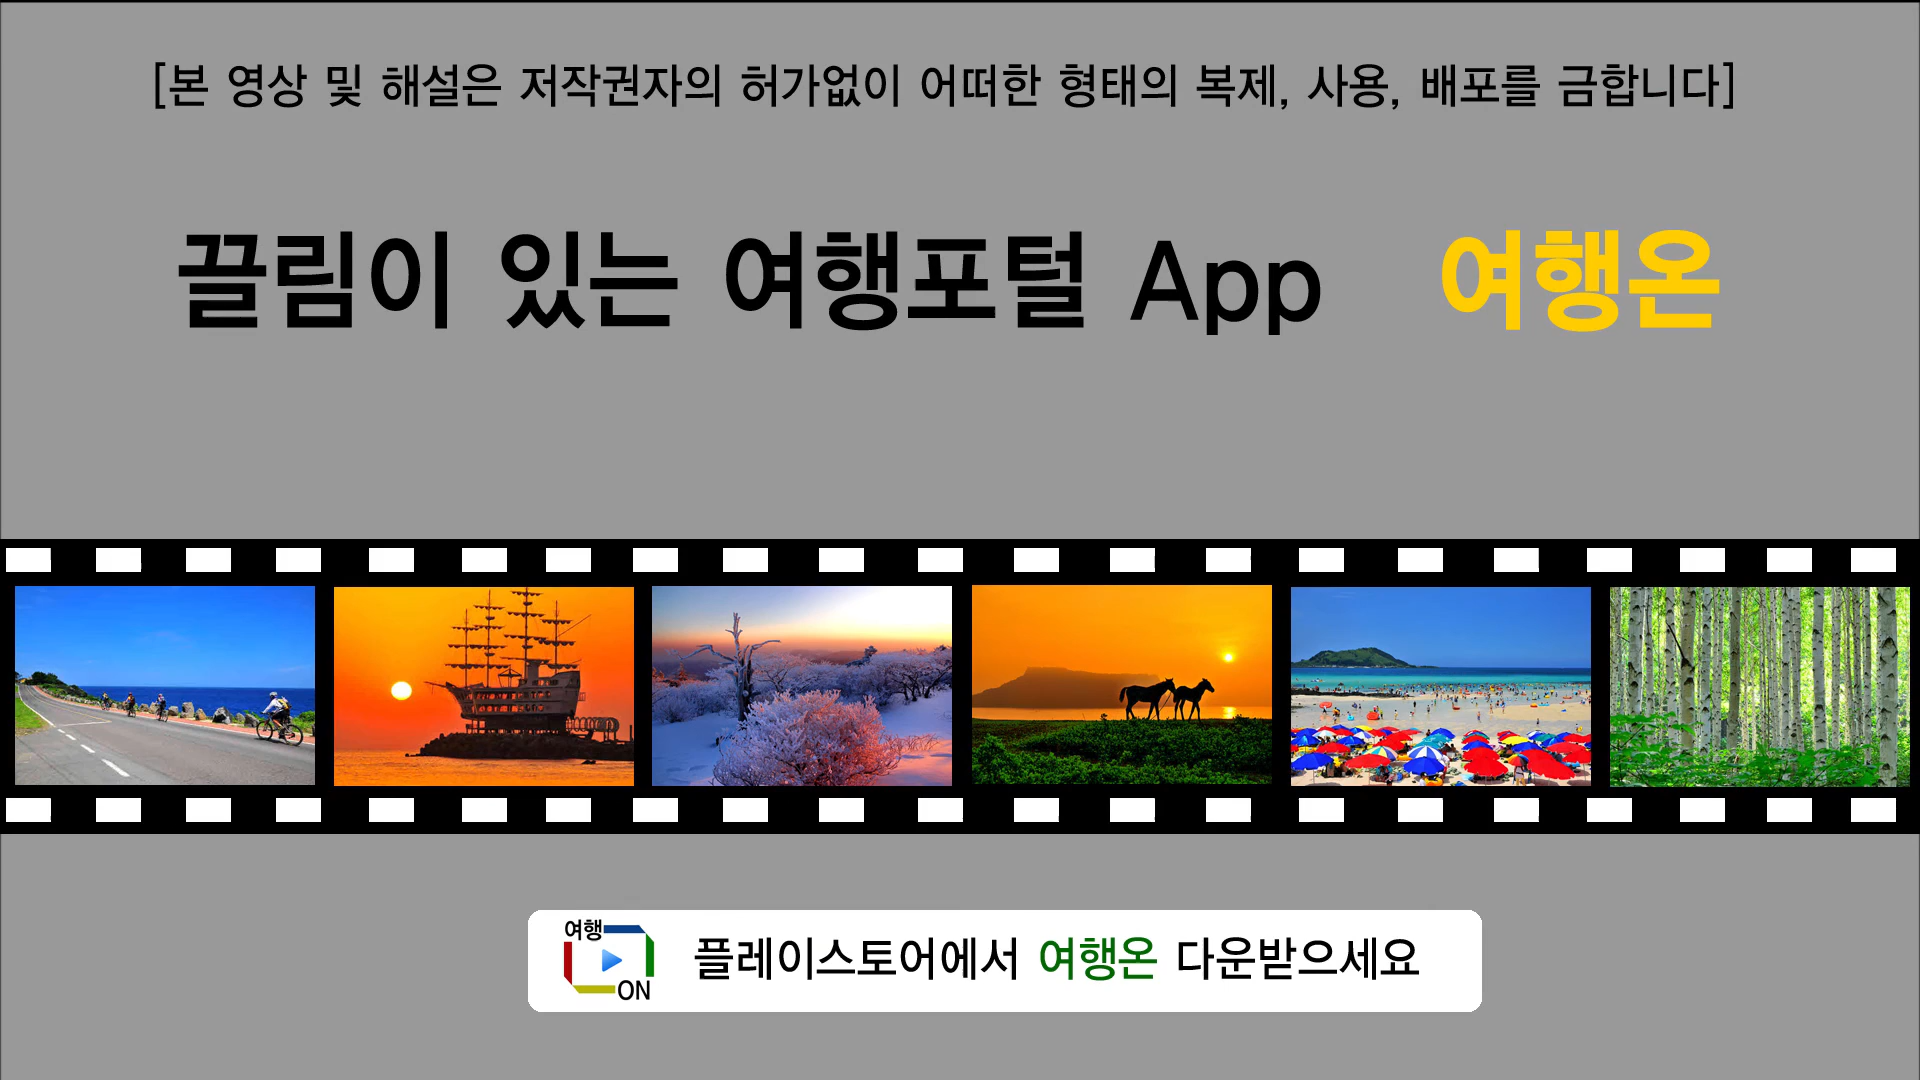 [본 영상 및 해설은 저작권자의 허가없이 어떠한 형태의 복제, 사용, 배포를 금합니다]
끌림이 있는 여행포털 App 여행온
여행
ON
플레이스토어에서 여행온 다운받으세요